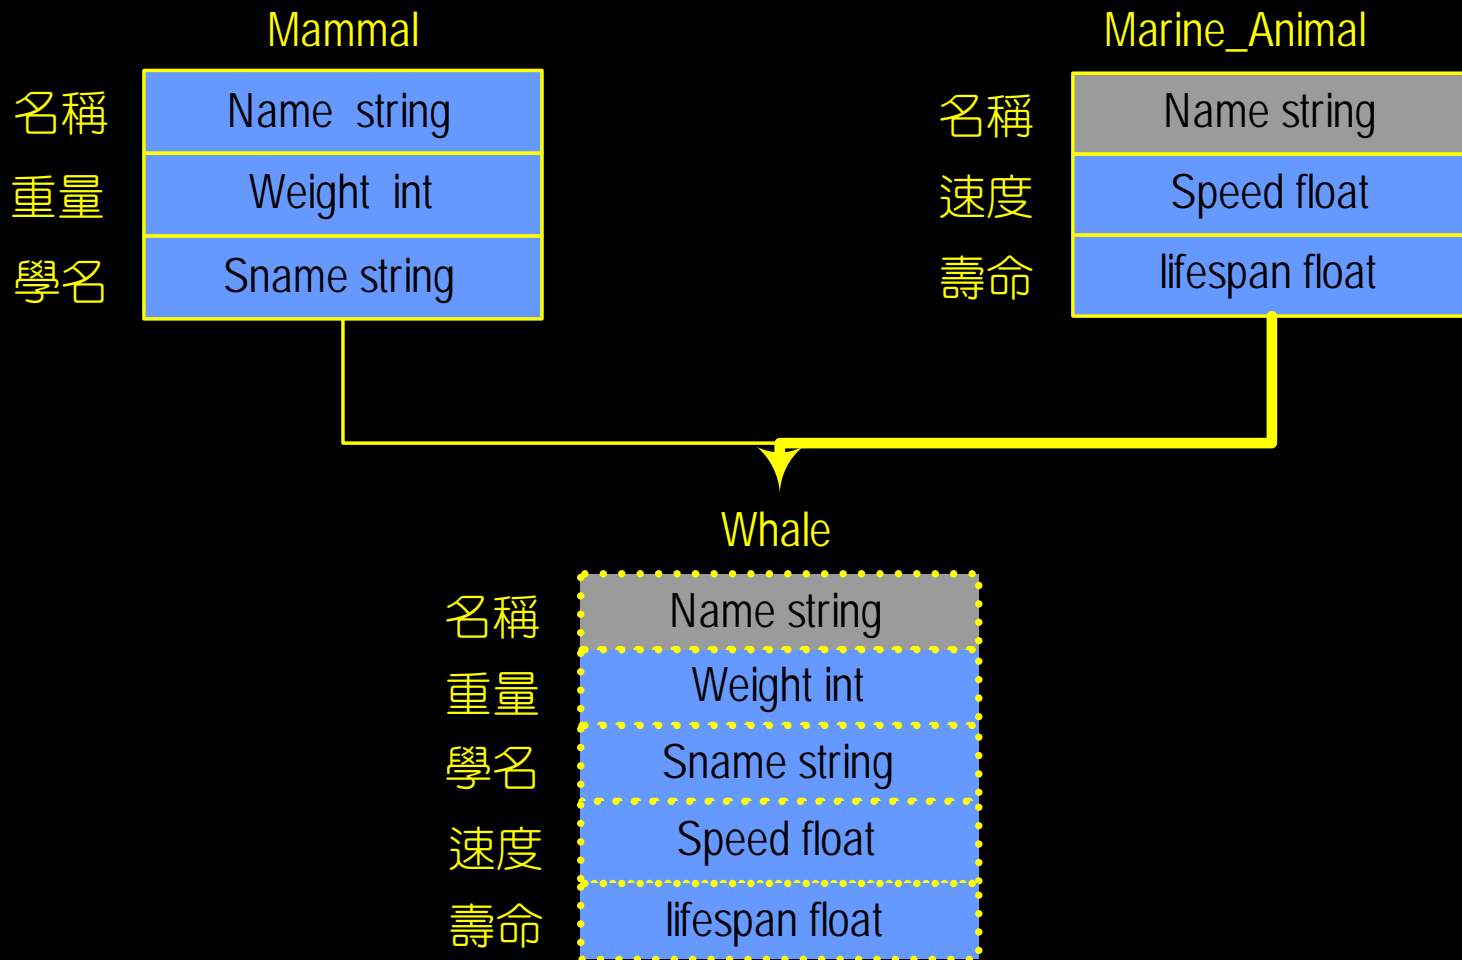 Mammal
名稱 Name string
重量 Weight int
學名 Sname string
Marine_Animal
名稱 Name string
速度 Speed float
壽命 lifespan float
Whale
名稱 Name string
重量 Weight int
學名 Sname string
速度 Speed float
壽命 lifespan float